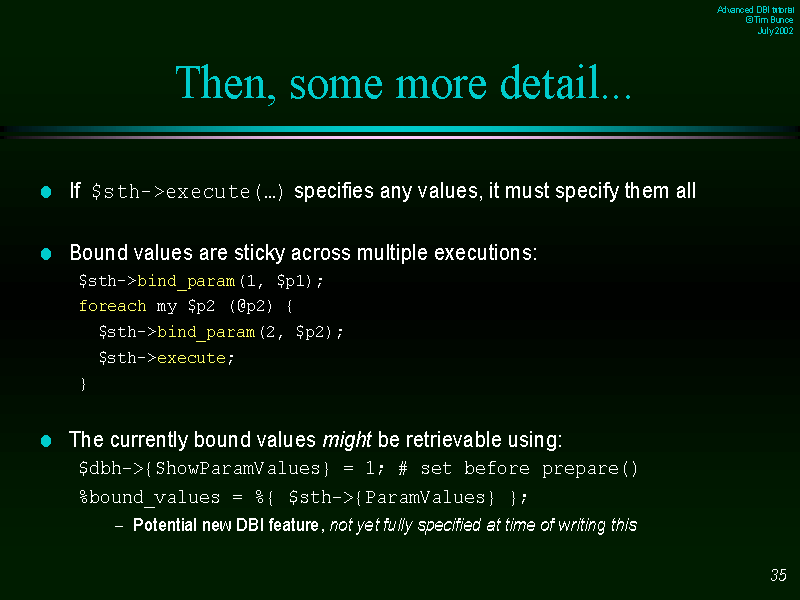 Advanced DBI tutorial
© Tim Bunce
July 2002
Then, some more detail...
If $sth->execute(…) specifies any values, it must specify them all
Bound values are sticky across multiple executions:
$sth->bind_param(1, $p1);
foreach my $p2 (@p2) {
$sth->bind_param(2, $p2);
$sth->execute;
}
The currently bound values might be retrievable using:
$dbh->{ShowParamValues} = 1; # set before prepare()
%bound_values = %{ $sth->{ParamValues} };
– Potential new DBI feature, not yet fully specified at time of writing this
35